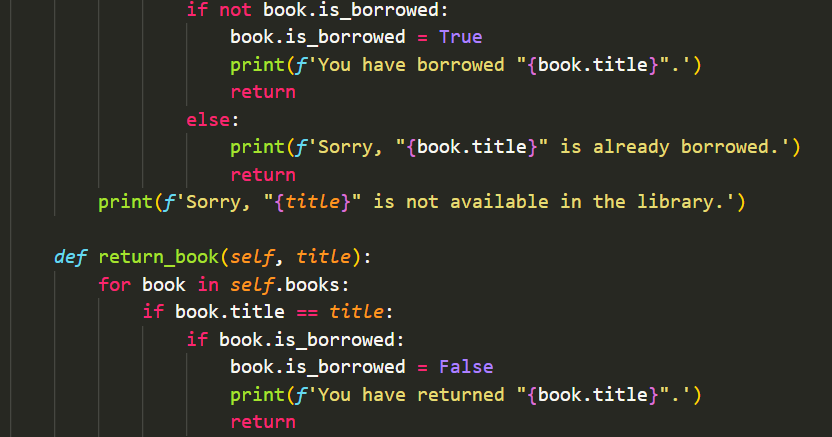 if not book.is_borrowed:
book.is_borrowed = True
print(f'You have borrowed "{book.title}".')
return
else:
print(f'Sorry, "{book.title}" is already borrowed.')
return
print(f'Sorry, "{title}" is not available in the library.')
def return_book(self, title):
for book in self.books:
if book.title == title:
if book.is_borrowed:
book.is_borrowed = False
print(f'You have returned "{book.title}".')
return